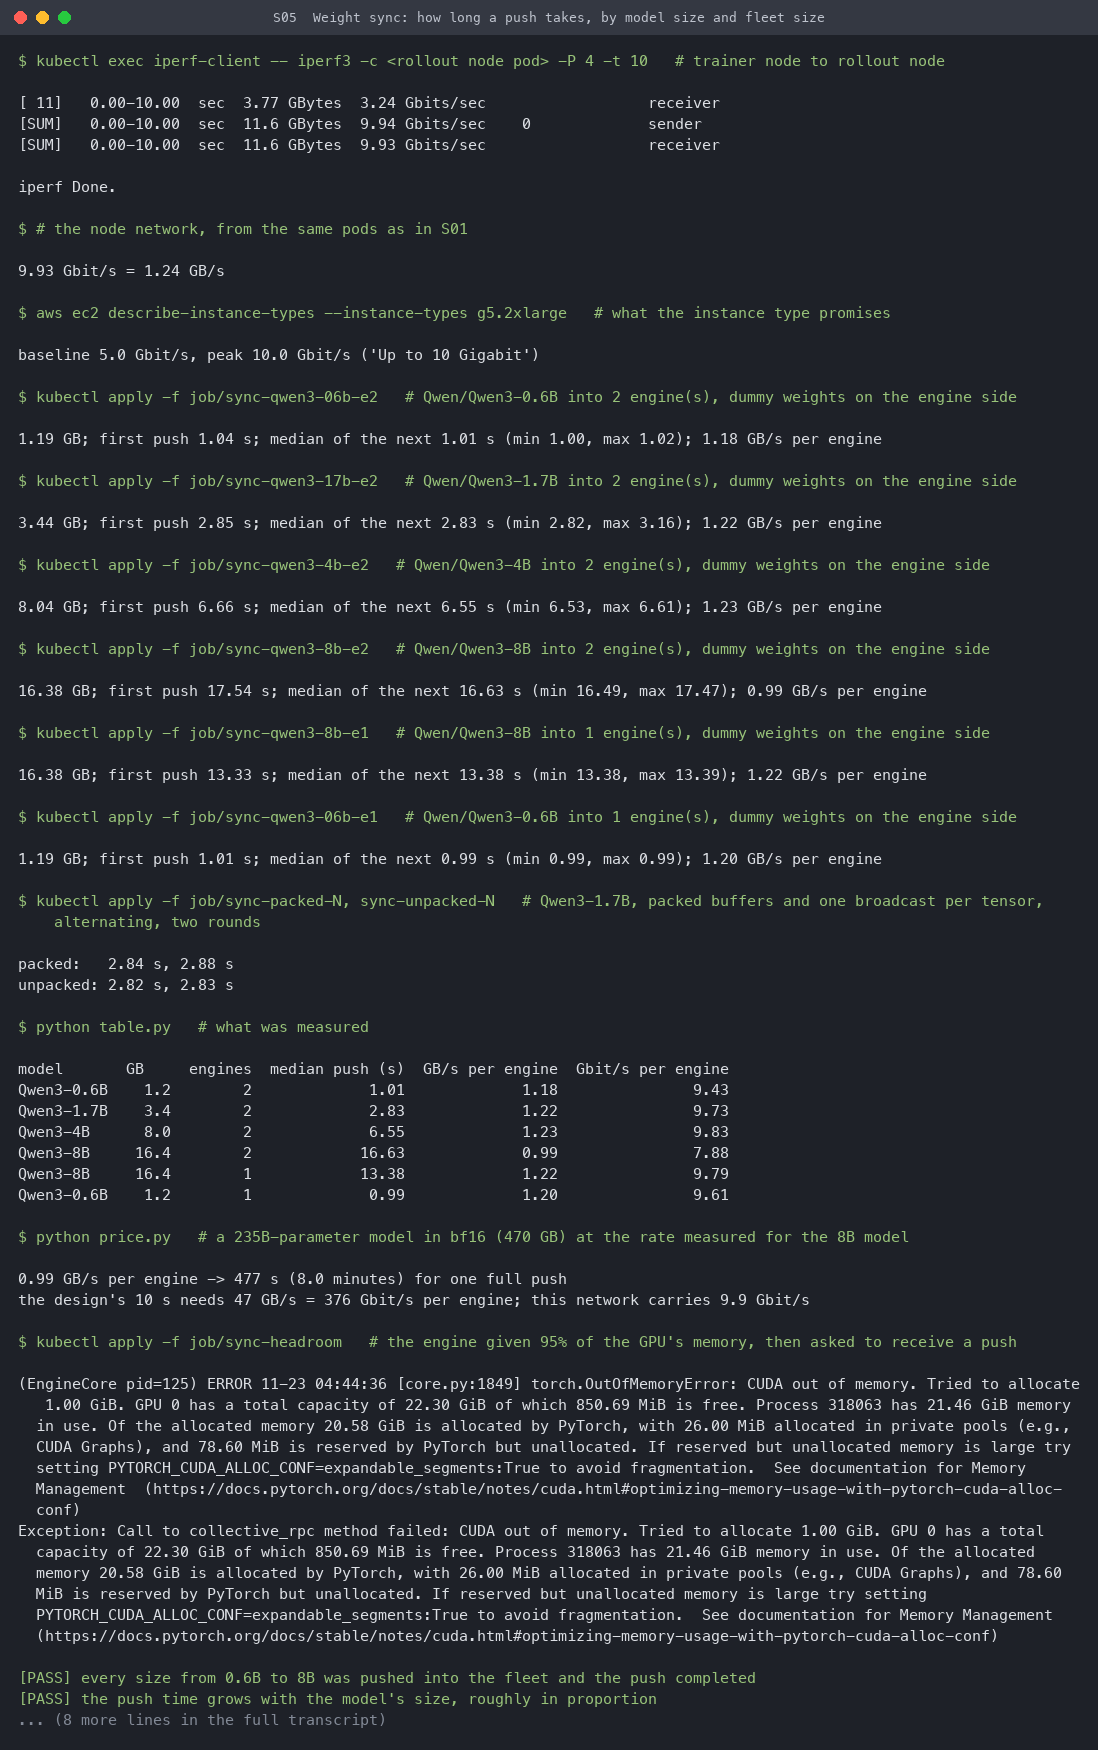 S05  Weight sync: how long a push takes, by model size and fleet size
$ kubectl exec iperf-client -- iperf3 -c <rollout node pod> -P 4 -t 10   # trainer node to rollout node
[ 11]   0.00-10.00  sec  3.77 GBytes  3.24 Gbits/sec                  receiver
[SUM]   0.00-10.00  sec  11.6 GBytes  9.94 Gbits/sec    0             sender
[SUM]   0.00-10.00  sec  11.6 GBytes  9.93 Gbits/sec                  receiver
iperf Done.
$ # the node network, from the same pods as in S01
9.93 Gbit/s = 1.24 GB/s
$ aws ec2 describe-instance-types --instance-types g5.2xlarge   # what the instance type promises
baseline 5.0 Gbit/s, peak 10.0 Gbit/s ('Up to 10 Gigabit')
$ kubectl apply -f job/sync-qwen3-06b-e2   # Qwen/Qwen3-0.6B into 2 engine(s), dummy weights on the engine side
1.19 GB; first push 1.04 s; median of the next 1.01 s (min 1.00, max 1.02); 1.18 GB/s per engine
$ kubectl apply -f job/sync-qwen3-17b-e2   # Qwen/Qwen3-1.7B into 2 engine(s), dummy weights on the engine side
3.44 GB; first push 2.85 s; median of the next 2.83 s (min 2.82, max 3.16); 1.22 GB/s per engine
$ kubectl apply -f job/sync-qwen3-4b-e2   # Qwen/Qwen3-4B into 2 engine(s), dummy weights on the engine side
8.04 GB; first push 6.66 s; median of the next 6.55 s (min 6.53, max 6.61); 1.23 GB/s per engine
$ kubectl apply -f job/sync-qwen3-8b-e2   # Qwen/Qwen3-8B into 2 engine(s), dummy weights on the engine side
16.38 GB; first push 17.54 s; median of the next 16.63 s (min 16.49, max 17.47); 0.99 GB/s per engine
$ kubectl apply -f job/sync-qwen3-8b-e1   # Qwen/Qwen3-8B into 1 engine(s), dummy weights on the engine side
16.38 GB; first push 13.33 s; median of the next 13.38 s (min 13.38, max 13.39); 1.22 GB/s per engine
$ kubectl apply -f job/sync-qwen3-06b-e1   # Qwen/Qwen3-0.6B into 1 engine(s), dummy weights on the engine side
1.19 GB; first push 1.01 s; median of the next 0.99 s (min 0.99, max 0.99); 1.20 GB/s per engine
$ kubectl apply -f job/sync-packed-N, sync-unpacked-N   # Qwen3-1.7B, packed buffers and one broadcast per tensor,
    alternating, two rounds
packed:   2.84 s, 2.88 s
unpacked: 2.82 s, 2.83 s
$ python table.py   # what was measured
model       GB     engines  median push (s)  GB/s per engine  Gbit/s per engine
Qwen3-0.6B    1.2        2             1.01             1.18               9.43
Qwen3-1.7B    3.4        2             2.83             1.22               9.73
Qwen3-4B      8.0        2             6.55             1.23               9.83
Qwen3-8B     16.4        2            16.63             0.99               7.88
Qwen3-8B     16.4        1            13.38             1.22               9.79
Qwen3-0.6B    1.2        1             0.99             1.20               9.61
$ python price.py   # a 235B-parameter model in bf16 (470 GB) at the rate measured for the 8B model
0.99 GB/s per engine -> 477 s (8.0 minutes) for one full push
the design's 10 s needs 47 GB/s = 376 Gbit/s per engine; this network carries 9.9 Gbit/s
$ kubectl apply -f job/sync-headroom   # the engine given 95% of the GPU's memory, then asked to receive a push
(EngineCore pid=125) ERROR 11-23 04:44:36 [core.py:1849] torch.OutOfMemoryError: CUDA out of memory. Tried to allocate
   1.00 GiB. GPU 0 has a total capacity of 22.30 GiB of which 850.69 MiB is free. Process 318063 has 21.46 GiB memory
  in use. Of the allocated memory 20.58 GiB is allocated by PyTorch, with 26.00 MiB allocated in private pools (e.g.,
  CUDA Graphs), and 78.60 MiB is reserved by PyTorch but unallocated. If reserved but unallocated memory is large try
  setting PYTORCH_CUDA_ALLOC_CONF=expandable_segments:True to avoid fragmentation.  See documentation for Memory
  Management  (https://docs.pytorch.org/docs/stable/notes/cuda.html#optimizing-memory-usage-with-pytorch-cuda-alloc-
  conf)
Exception: Call to collective_rpc method failed: CUDA out of memory. Tried to allocate 1.00 GiB. GPU 0 has a total
  capacity of 22.30 GiB of which 850.69 MiB is free. Process 318063 has 21.46 GiB memory in use. Of the allocated
  memory 20.58 GiB is allocated by PyTorch, with 26.00 MiB allocated in private pools (e.g., CUDA Graphs), and 78.60
  MiB is reserved by PyTorch but unallocated. If reserved but unallocated memory is large try setting
  PYTORCH_CUDA_ALLOC_CONF=expandable_segments:True to avoid fragmentation.  See documentation for Memory Management
  (https://docs.pytorch.org/docs/stable/notes/cuda.html#optimizing-memory-usage-with-pytorch-cuda-alloc-conf)
[PASS] every size from 0.6B to 8B was pushed into the fleet and the push completed
[PASS] the push time grows with the model's size, roughly in proportion
... (8 more lines in the full transcript)